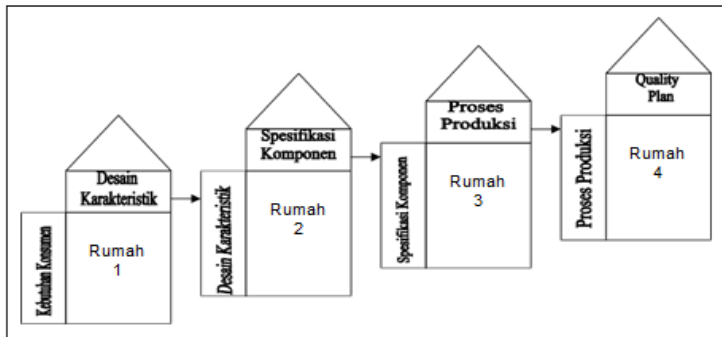 Desain
Karakteristik
Kebutuhan Konsumen
Rumah
1
Spesifikasi
Komponen
Desain Karakteristik
Rumah
2
Proses
Produksi
Spesifikasi Komponen
Rumah
3
Quality
Plan
Proses Produksi
Rumah
4